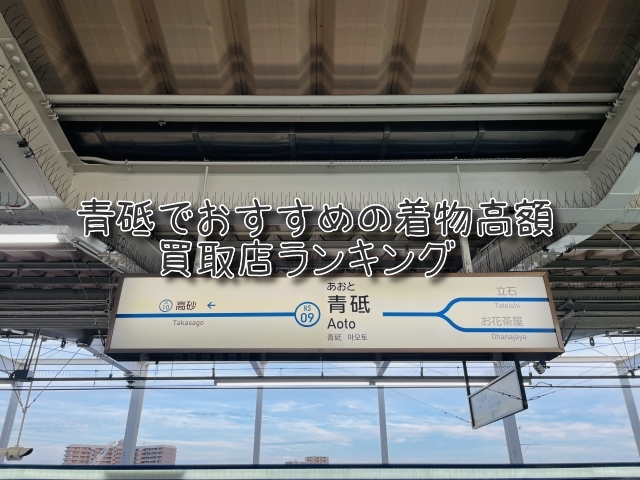 青砥でおすすめの着物高額
買取店ランキング
あおと
KS
10
高砂 ←
Takasago
KS
09
青砥
Aoto
青砥 아오토
立石
Tateishi
お花茶屋
Ohanajaya